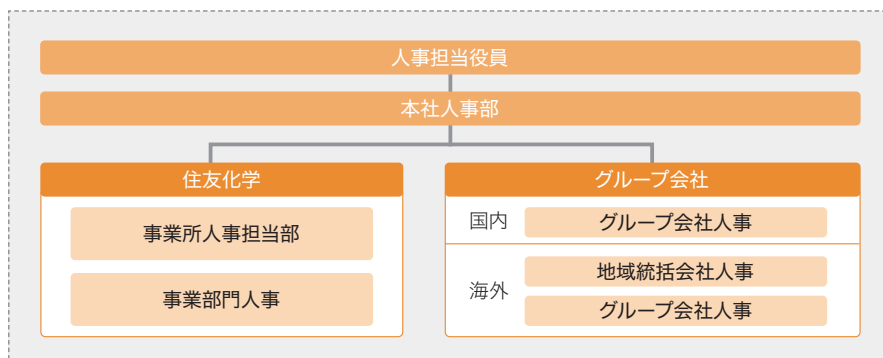 人事担当役員
本社人事部
住友化学
事業所人事担当部
事業部門人事
グループ会社
国内
グループ会社人事
海外
地域統括会社人事
グループ会社人事